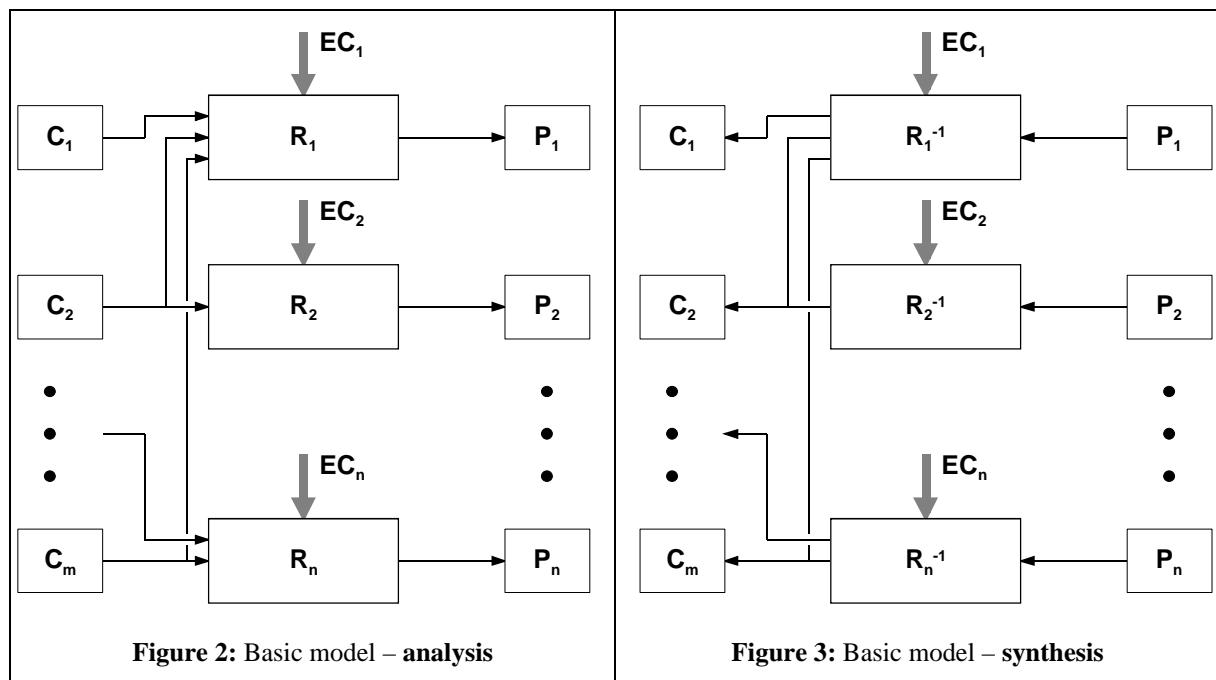 EC₁
C₁ R₁ P₁
EC₂
C₂ R₂ P₂
ECₙ
Cₘ Rₙ Pₙ
Figure 2: Basic model – analysis
EC₁
C₁ R₁⁻¹ P₁
EC₂
C₂ R₂⁻¹ P₂
ECₙ
Cₘ Rₙ⁻¹ Pₙ
Figure 3: Basic model – synthesis